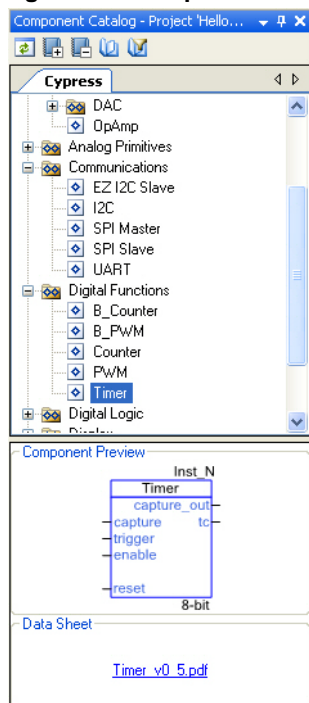 Component Catalog - Project 'Hello...
Cypress
DAC
OpAmp
Analog Primitives
Communications
EZ I2C Slave
I2C
SPI Master
SPI Slave
UART
Digital Functions
B_Counter
B_PWM
Counter
PWM
Timer
Digital Logic
Component Preview
Inst_N
Timer
capture_out
capture tc
trigger
enable
reset
8-bit
Data Sheet
Timer_v0_5.pdf